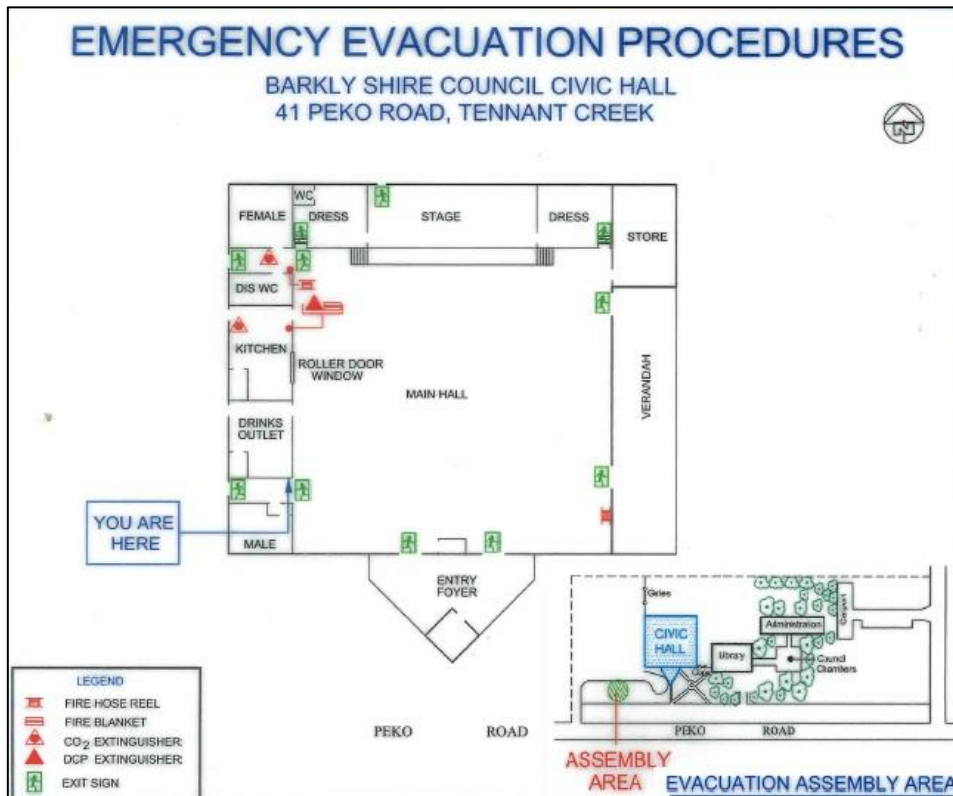 EMERGENCY EVACUATION PROCEDURES
BARKLY SHIRE COUNCIL CIVIC HALL
41 PEKO ROAD, TENNANT CREEK
N
WC
FEMALE
DRESS
STAGE
DRESS
STORE
DIS WC
KITCHEN
ROLLER DOOR
WINDOW
MAIN HALL
VERANDAH
DRINKS
OUTLET
YOU ARE
HERE
MALE
ENTRY
FOYER
PEKO ROAD
LEGEND
FIRE HOSE REEL
FIRE BLANKET
CO2 EXTINGUISHER
DCP EXTINGUISHER
EXIT SIGN
Gates
CIVIC
HALL
Library
Administration
Carport
Council
Chambers
PEKO ROAD
ASSEMBLY
AREA
EVACUATION ASSEMBLY AREA